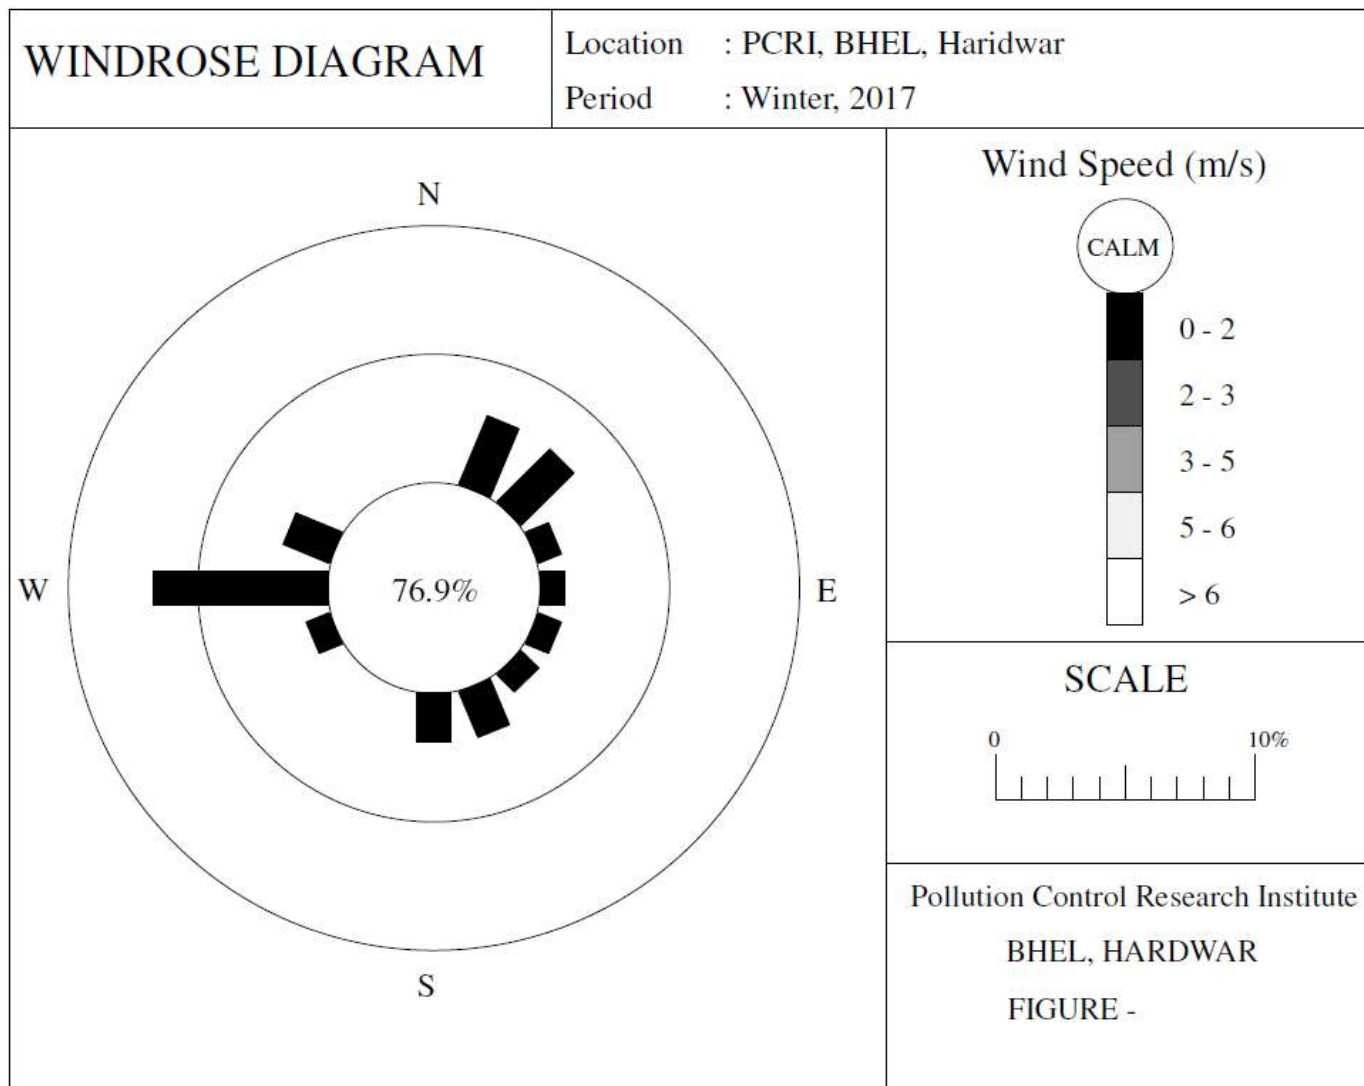 WINDROSE DIAGRAM
Location : PCRI, BHEL, Haridwar
Period : Winter, 2017
N
W
76.9%
E
S
Wind Speed (m/s)
CALM
0 - 2
2 - 3
3 - 5
5 - 6
> 6
SCALE
0 10%
Pollution Control Research Institute
BHEL, HARDWAR
FIGURE -